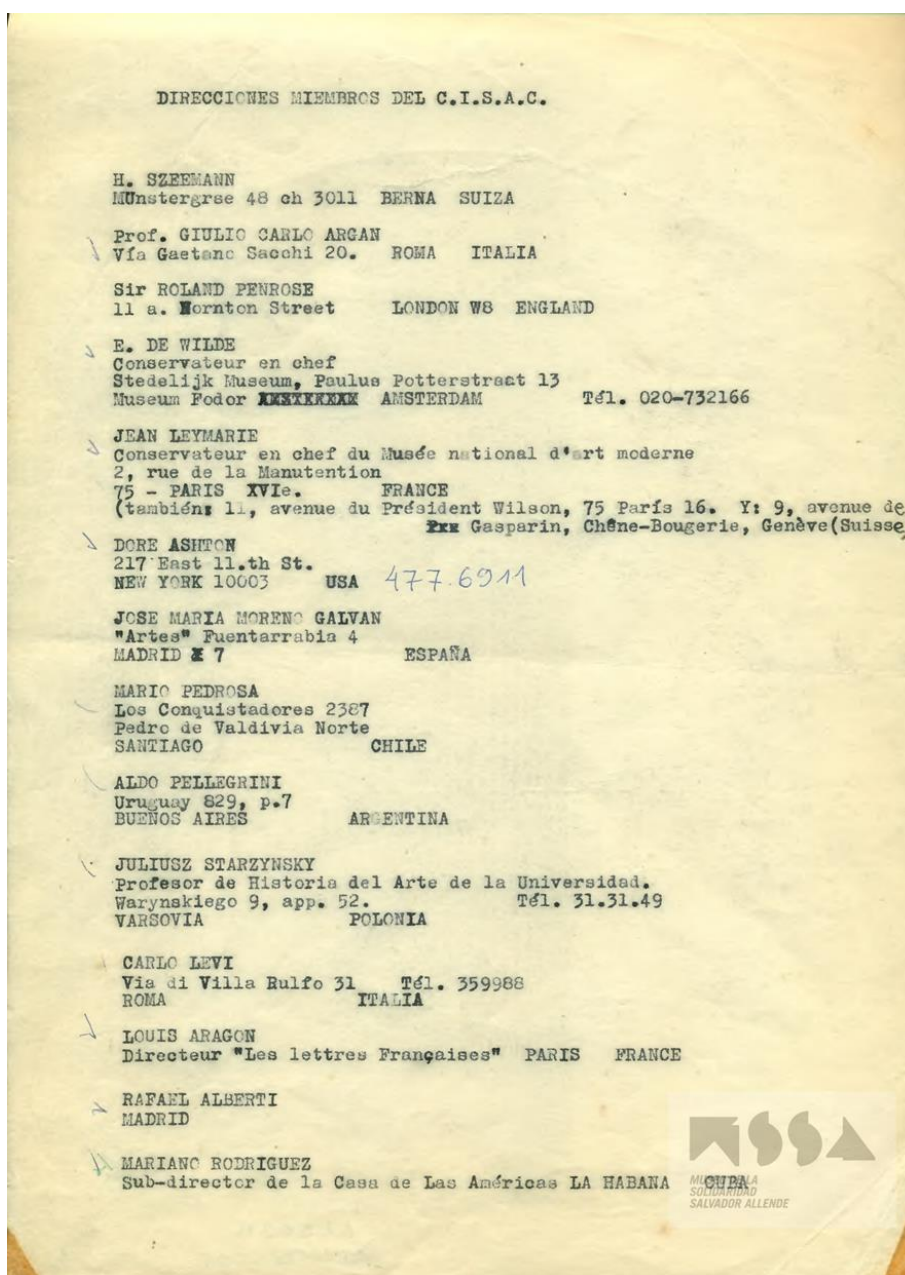 DIRECCIONES MIEMBROS DEL C.I.S.A.C.
H. SZEEMANN
MUnstergrse 48 ch 3011 BERNA SUIZA
Prof. GIULIO CARLO ARGAN
Vía Gaetano Sacchi 20. ROMA ITALIA
Sir ROLAND PENROSE
11 a. Hornton Street LONDON W8 ENGLAND
E. DE WILDE
Conservateur en chef
Stedelijk Museum, Paulus Potterstraat 13
Museum Fodor AMSTERDAM Tél. 020-732166
JEAN LEYMARIE
Conservateur en chef du Musée national d'art moderne
2, rue de la Manutention
75 - PARIS XVIe. FRANCE
(también: 11, avenue du Président Wilson, 75 París 16. Y: 9, avenue de
Gasparin, Chêne-Bougerie, Genève(Suisse
DORE ASHTON
217 East 11.th St.
NEW YORK 10003 USA 477.6911
JOSE MARIA MORENO GALVAN
"Artes" Fuentarrabia 4
MADRID 7 ESPAÑA
MARIO PEDROSA
Los Conquistadores 2387
Pedro de Valdivia Norte
SANTIAGO CHILE
ALDO PELLEGRINI
Uruguay 829, p.7
BUENOS AIRES ARGENTINA
JULIUSZ STARZYNSKY
Profesor de Historia del Arte de la Universidad.
Warynskiego 9, app. 52. Tél. 31.31.49
VARSOVIA POLONIA
CARLO LEVI
Via di Villa Rulfo 31 Tél. 359988
ROMA ITALIA
LOUIS ARAGON
Directeur "Les lettres Françaises" PARIS FRANCE
RAFAEL ALBERTI
MADRID
MARIANO RODRIGUEZ
Sub-director de la Casa de Las Américas LA HABANA CUBA
MSSA
MUSEO DE LA
SOLIDARIDAD
SALVADOR ALLENDE